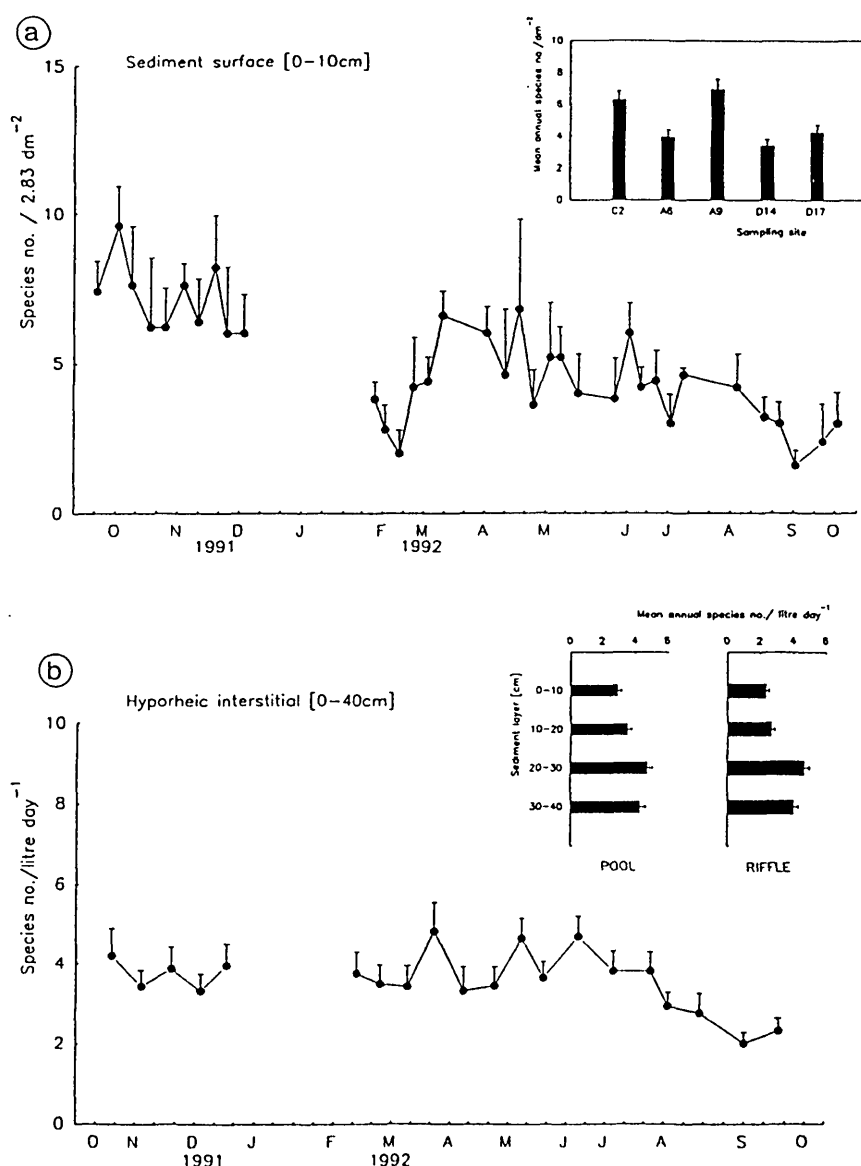 a
Sediment surface [0-10cm]
Species no. / 2.83 dm⁻²
15
10
5
0
O N D J F M A M J J A S O
1991 1992
Mean annual species no./dm⁻²
10
8
6
4
2
0
C2 A6 A9 D14 D17
Sampling site
b
Hyporheic interstitial [0-40cm]
Species no./litre day⁻¹
10
8
6
4
2
0
O N D J F M A M J J A S O
1991 1992
Mean annual species no./ litre day⁻¹
0 2 4 6 0 2 4 6
Sediment layer [cm]
0-10
10-20
20-30
30-40
POOL RIFFLE